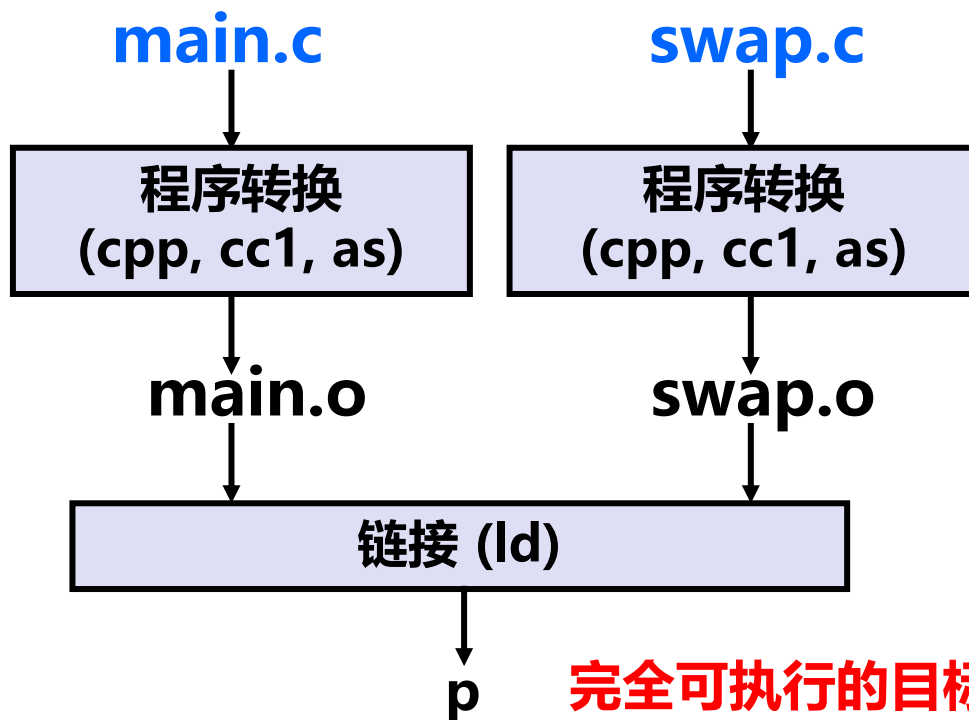 main.c
swap.c
程序转换
(cpp, cc1, as)
程序转换
(cpp, cc1, as)
main.o
swap.o
链接 (ld)
p
完全可执行的目标